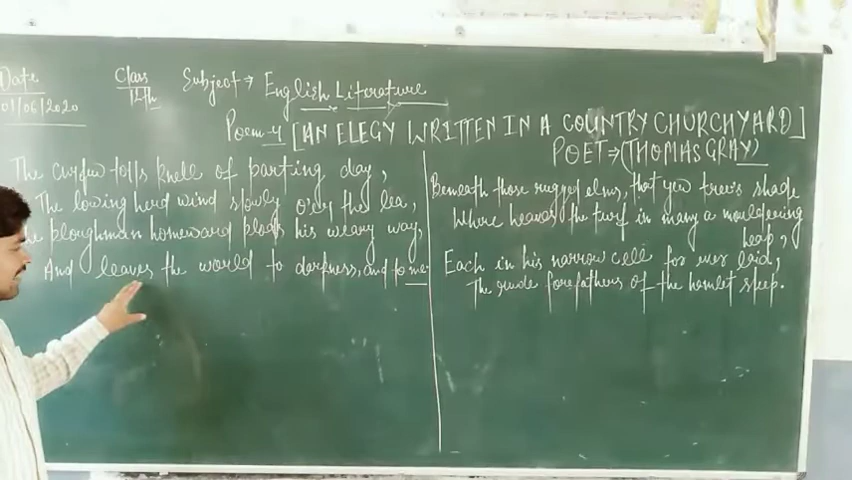 Date
01/06/2020
Class
12th
Subject → English Literature
Poem-4 [AN ELEGY WRITTEN IN A COUNTRY CHURCHYARD]
POET → (THOMAS GRAY)
The curfew tolls knell of parting day,
The lowing herd wind slowly o'er the lea,
he ploughman homeward plods his weary way,
And leaves the world to darkness, and to me.
Beneath those rugged elms, that yew tree's shade
Where heaves the turf in many a mouldering
heap,
Each in his narrow cell for ever laid,
The rude forefathers of the hamlet sleep.